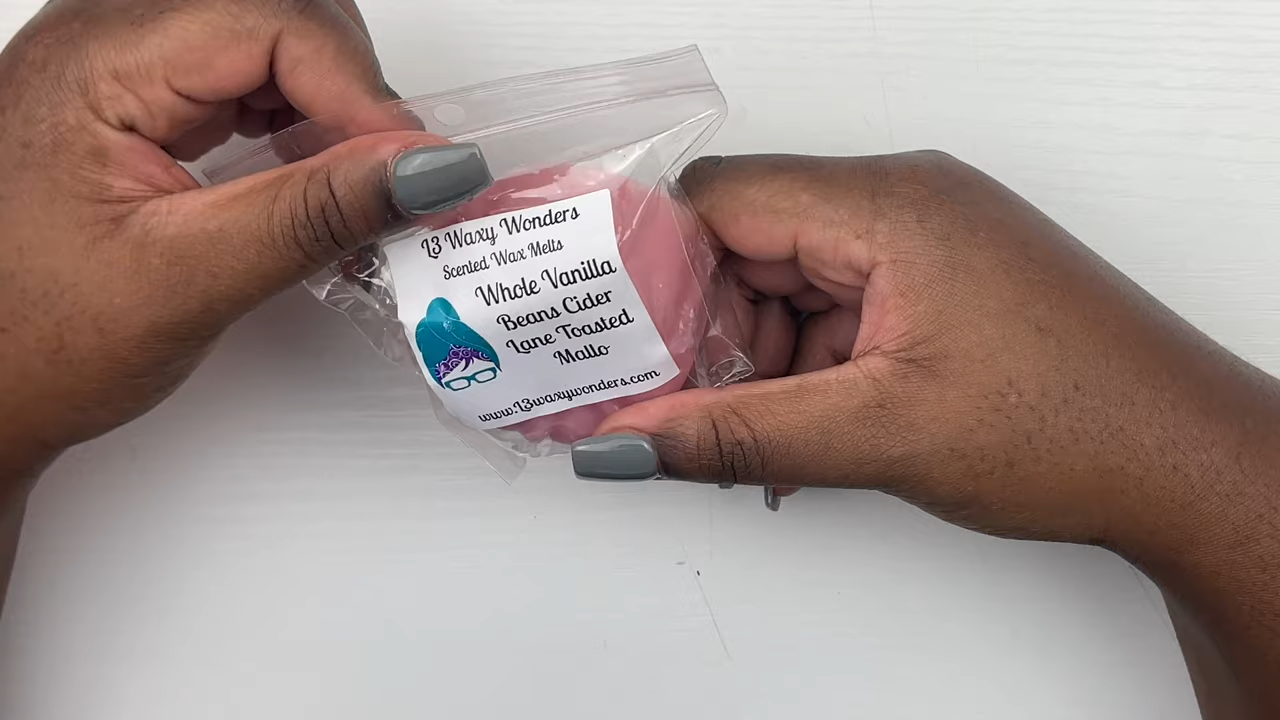 L3 Waxy Wonders
Scented Wax Melts
Whole Vanilla
Beans Cider
Lane Toasted
Mallo
www.L3waxywonders.com